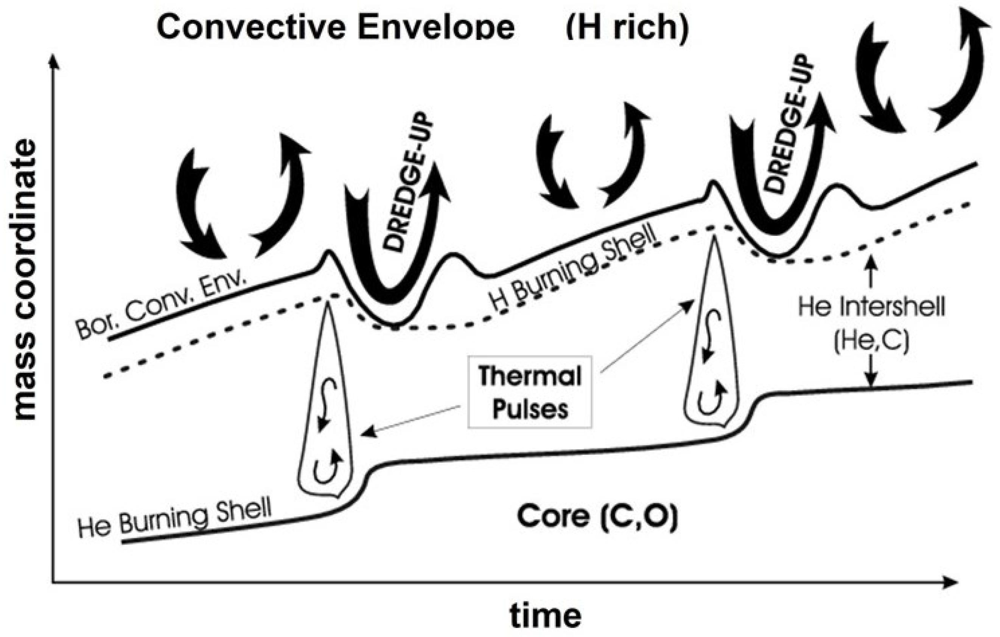 Convective Envelope (H rich)
mass coordinate
DREDGE-UP
DREDGE-UP
Bor. Conv. Env.
H Burning Shell
He Intershell
(He,C)
Thermal
Pulses
He Burning Shell
Core (C,O)
time